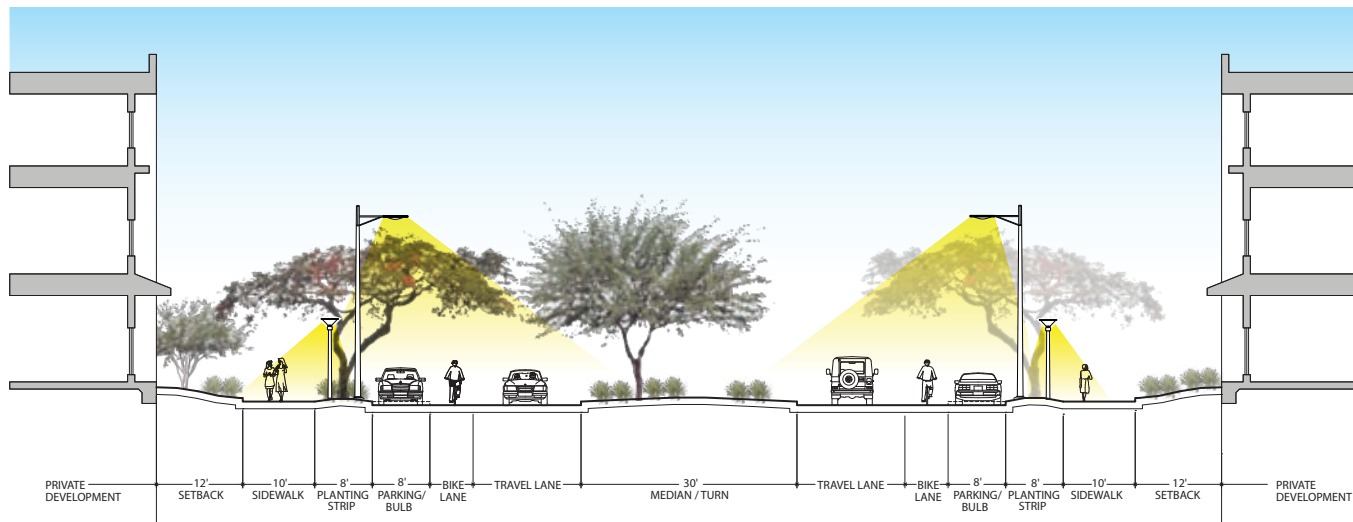 PRIVATE
DEVELOPMENT
12'
SETBACK
10'
SIDEWALK
8'
PLANTING
STRIP
8'
PARKING/
BULB
BIKE
LANE
TRAVEL LANE
30'
MEDIAN / TURN
TRAVEL LANE
BIKE
LANE
8'
PARKING/
BULB
8'
PLANTING
STRIP
10'
SIDEWALK
12'
SETBACK
PRIVATE
DEVELOPMENT